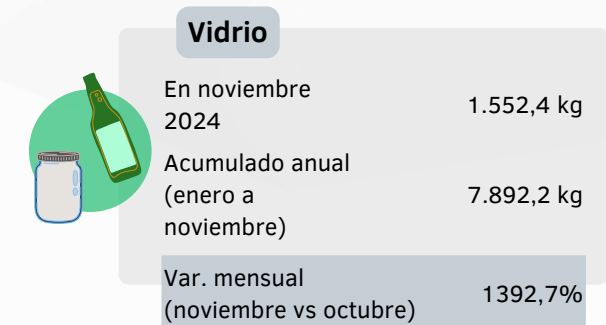 Vidrio
En noviembre
2024
1.552,4 kg
Acumulado anual
(enero a
noviembre)
7.892,2 kg
Var. mensual
(noviembre vs octubre)
1392,7%